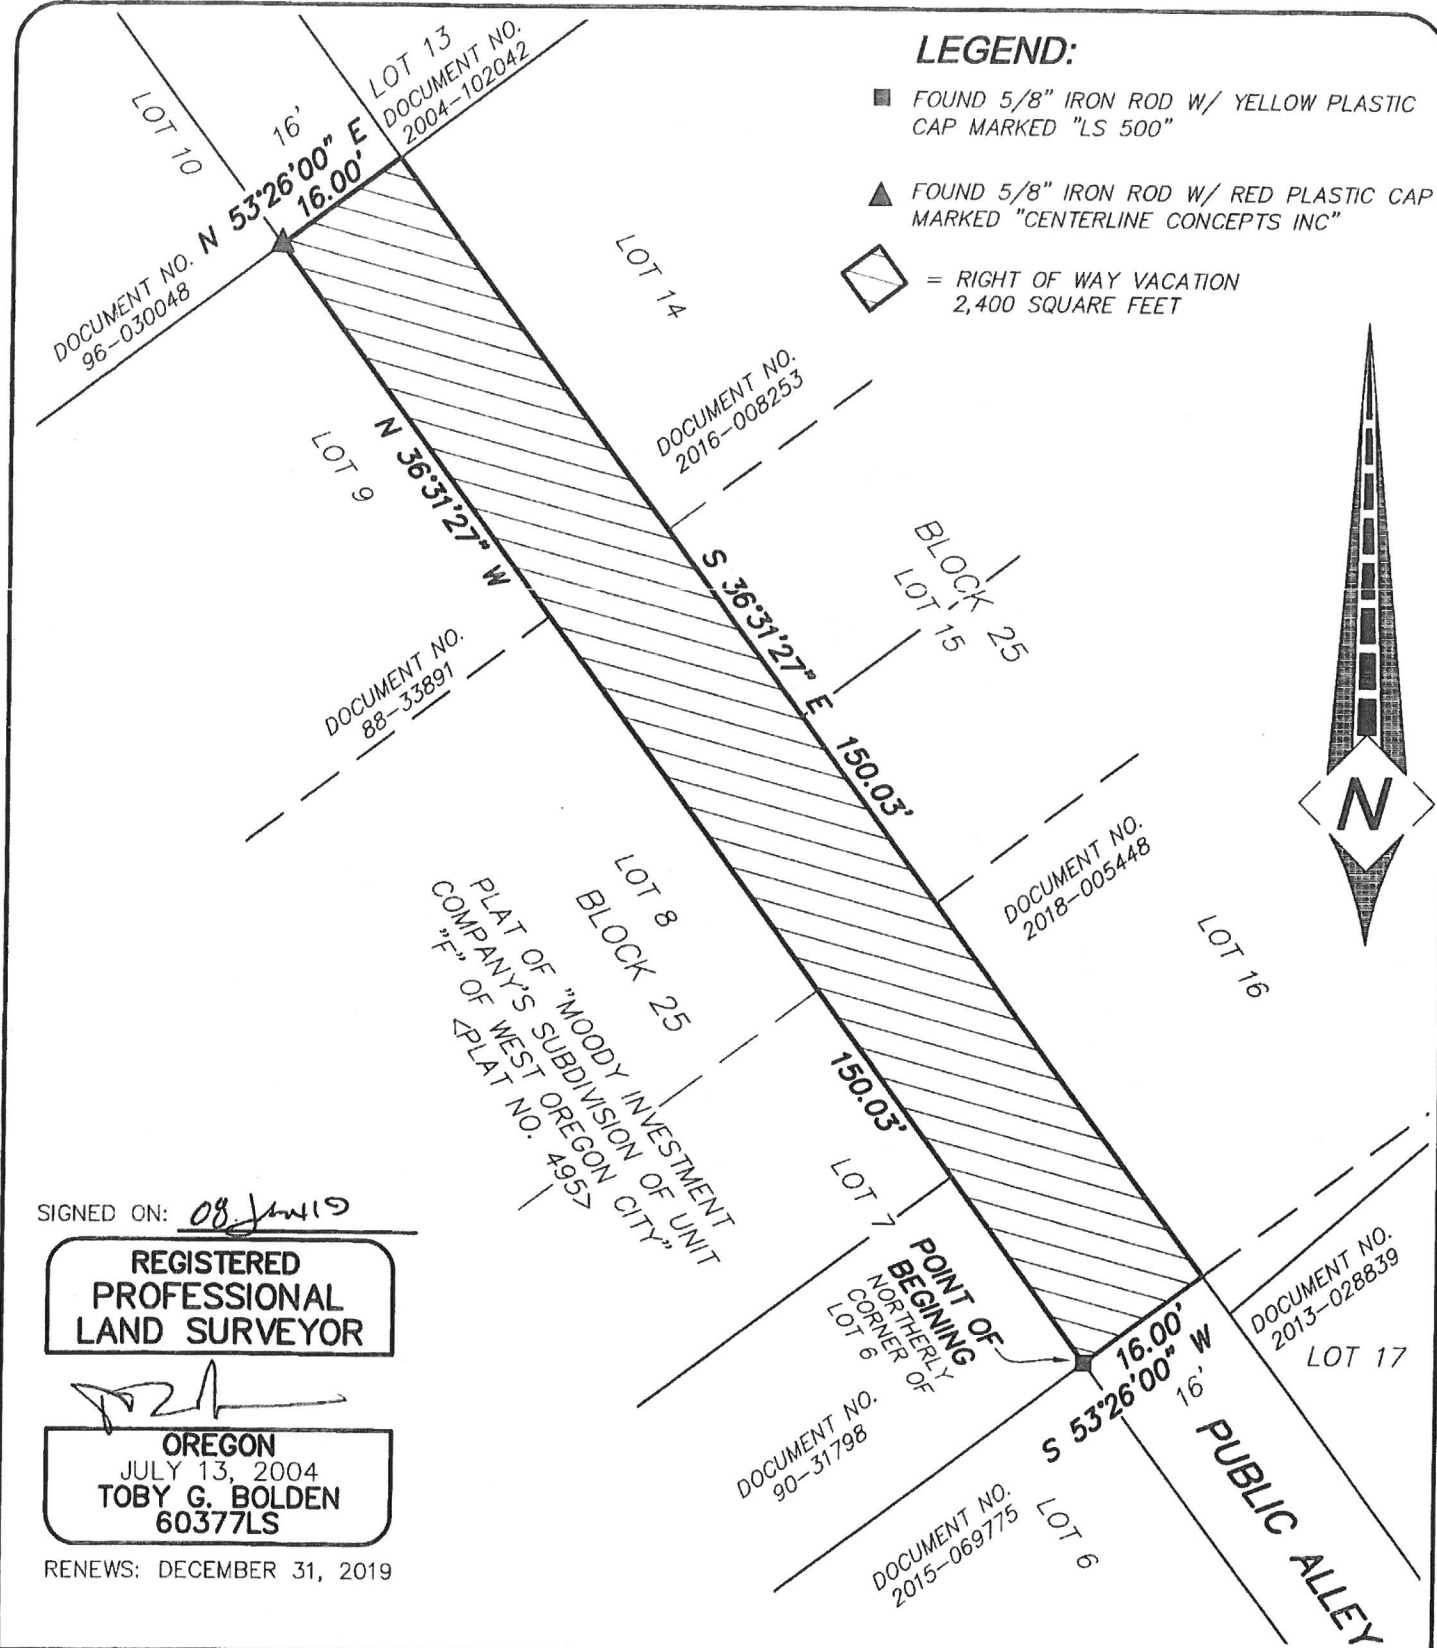 LEGEND:
FOUND 5/8" IRON ROD W/ YELLOW PLASTIC
CAP MARKED "LS 500"
FOUND 5/8" IRON ROD W/ RED PLASTIC CAP
MARKED "CENTERLINE CONCEPTS INC"
= RIGHT OF WAY VACATION
2,400 SQUARE FEET
LOT 10
16'
LOT 13
DOCUMENT NO.
2004-102042
N 53°26'00" E
16.00'
DOCUMENT NO.
96-030048
LOT 14
LOT 9
N 36°31'27" W
DOCUMENT NO.
2016-008253
BLOCK 25
LOT 15
S 36°31'27" E
150.03'
DOCUMENT NO.
88-33891
N
DOCUMENT NO.
2018-005448
LOT 16
LOT 8
BLOCK 25
PLAT OF "MOODY INVESTMENT
COMPANY'S SUBDIVISION OF UNIT
"F" OF WEST OREGON CITY"
<PLAT NO. 495>
150.03'
LOT 7
POINT OF
BEGINING
NORTHERLY
CORNER OF
LOT 6
16.00'
S 53°26'00" W
16'
DOCUMENT NO.
2013-028839
LOT 17
DOCUMENT NO.
90-31798
DOCUMENT NO.
2015-069775
LOT 6
PUBLIC ALLEY
SIGNED ON: 08 JAN 19
REGISTERED
PROFESSIONAL
LAND SURVEYOR
OREGON
JULY 13, 2004
TOBY G. BOLDEN
60377LS
RENEWS: DECEMBER 31, 2019